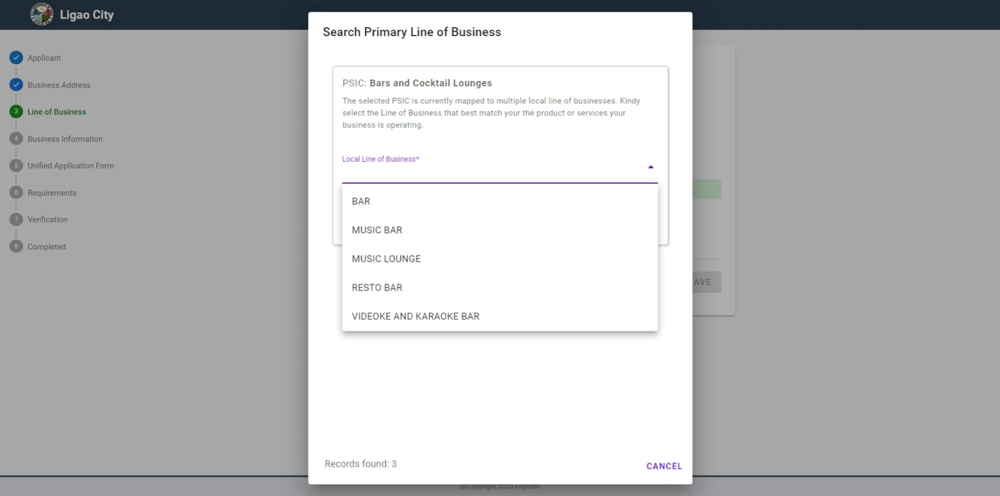 Ligao City
Applicant
Business Address
3 Line of Business
4 Business Information
5 Unified Application Form
6 Requirements
7 Verification
8 Completed
Search Primary Line of Business
PSIC: Bars and Cocktail Lounges
The selected PSIC is currently mapped to multiple local line of businesses. Kindy
select the Line of Business that best match your the product or services your
business is operating.
Local Line of Business*
BAR
MUSIC BAR
MUSIC LOUNGE
RESTO BAR
VIDEOKE AND KARAOKE BAR
AVE
Records found: 3
CANCEL
@Copyright 2023 Filipizen